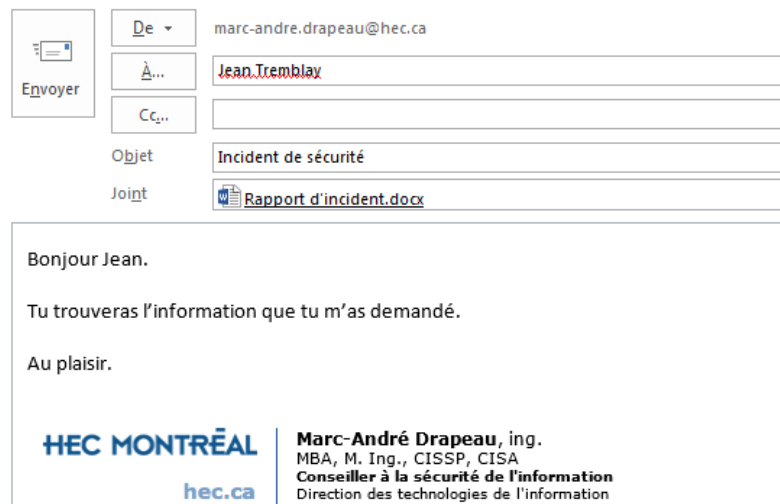 De
marc-andre.drapeau@hec.ca
Envoyer
À...
Jean Tremblay
Cc...
Objet
Incident de sécurité
Joint
Rapport d'incident.docx
Bonjour Jean.
Tu trouveras l'information que tu m'as demandé.
Au plaisir.
HEC MONTRĒAL
hec.ca
Marc-André Drapeau, ing.
MBA, M. Ing., CISSP, CISA
Conseiller à la sécurité de l'information
Direction des technologies de l'information